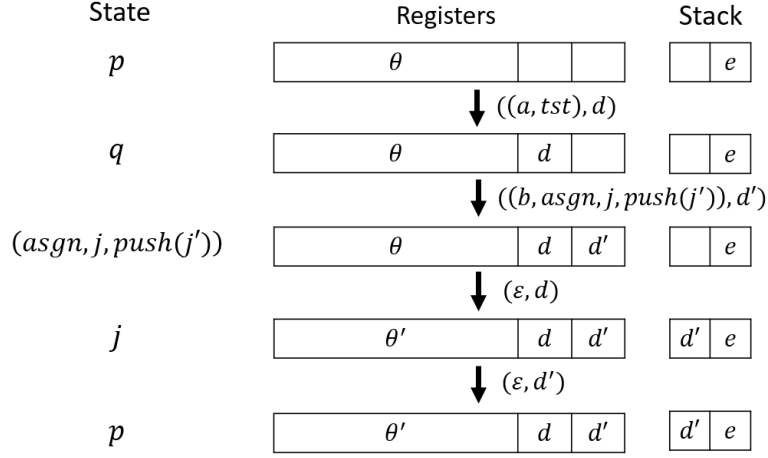 State Registers Stack
p θ e
((a, tst), d)
q θ d e
((b, asgn, j, push(j′)), d′)
(asgn, j, push(j′)) θ d d′ e
(ε, d)
j θ′ d d′ d′ e
(ε, d′)
p θ′ d d′ d′ e